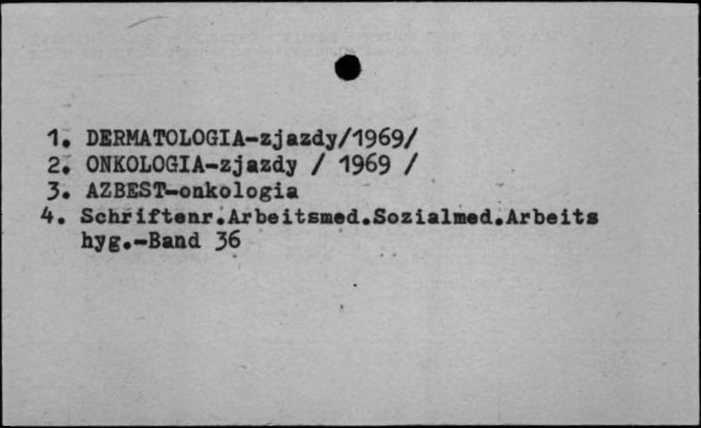 1. DERMATOLOGIA-zjazdy/1969/
2. ONKOLOGIA-zjazdy / 1969 /
3. AZBEST-onkologia
4. Schriftenr.Arbeitsmed.Sozialmed.Arbeits
hyg.-Band 36